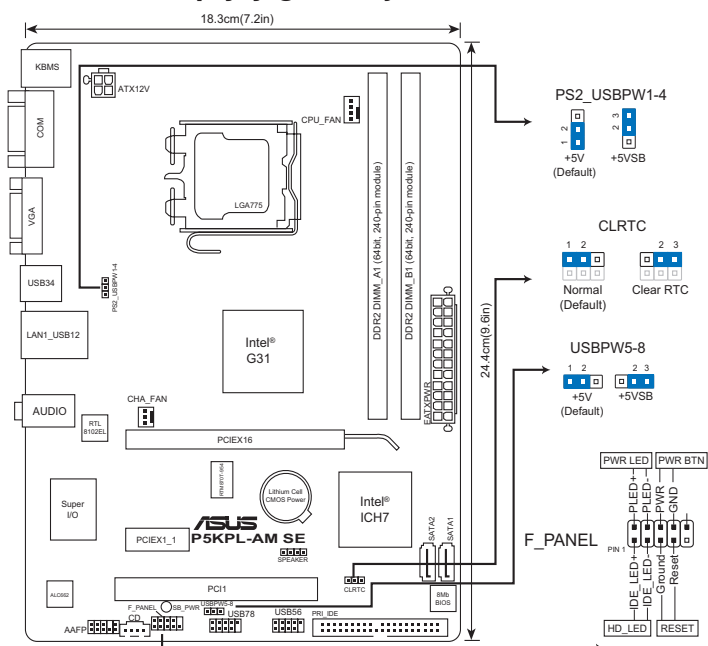 18.3cm(7.2in)
KBMS
ATX12V
CPU_FAN
COM
LGA775
DDR2 DIMM_A1 (64bit, 240-pin module)
DDR2 DIMM_B1 (64bit, 240-pin module)
24.4cm(9.6in)
VGA
USB34
PS2_USBPW1-4
LAN1_USB12
Intel®
G31
EATXPWR
CHA_FAN
AUDIO
RTL
8102EL
PCIEX16
Lithium Cell
CMOS Power
Super
I/O
ASUS
P5KPL-AM SE
Intel®
ICH7
PCIEX1_1
SPEAKER
SATA2
SATA1
PCI1
CLRTC
8Mb
BIOS
F_PANEL
SB_PWR
USBPW5-8
AAFP
CD
USB78
USB56
PRI_IDE
PS2_USBPW1-4
1 2
2 3
+5V
(Default)
+5VSB
CLRTC
1 2
2 3
Normal
(Default)
Clear RTC
USBPW5-8
1 2
2 3
+5V
(Default)
+5VSB
PWR LED
PWR BTN
PLED+
PLED-
PWR
GND
F_PANEL
PIN 1
IDE_LED+
IDE_LED-
Ground
Reset
HD_LED
RESET